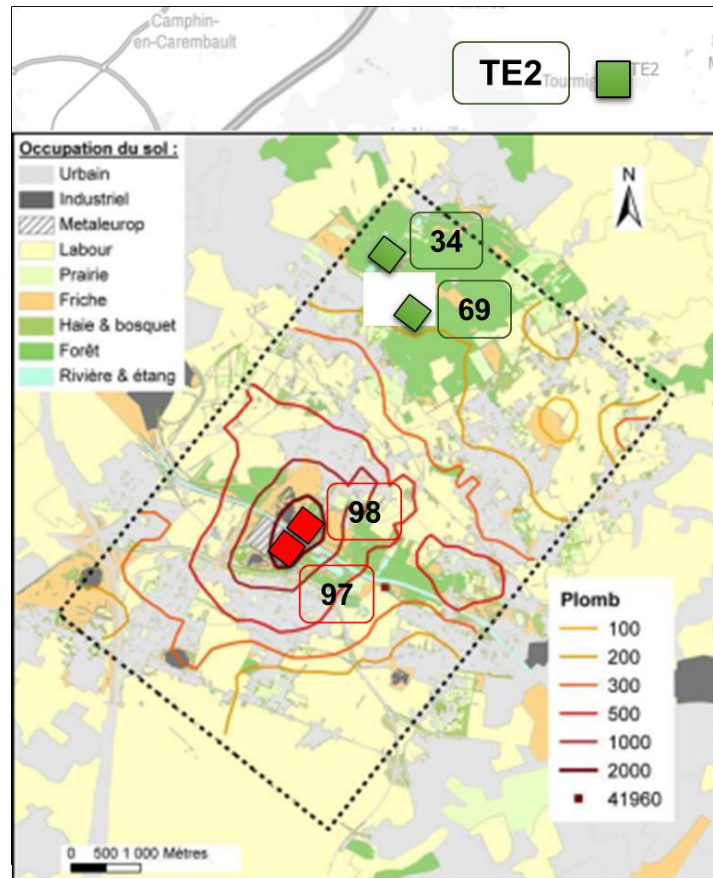 Camphin-
en-Carembault
TE2
Tourmig
TE2
Occupation du sol :
Urbain
Industriel
Metaleurop
Labour
Prairie
Friche
Haie & bosquet
Forêt
Rivière & étang
N
34
69
98
97
Plomb
100
200
300
500
1000
2000
41960
0 500 1 000 Mètres